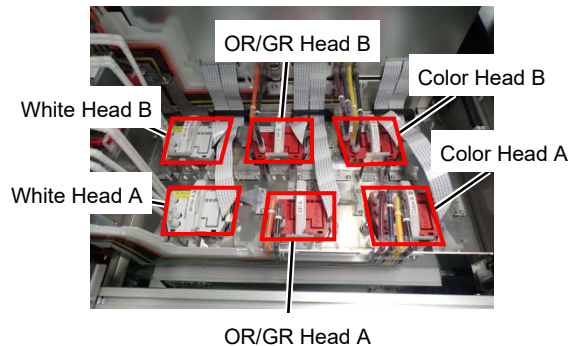 OR/GR Head B
Color Head B
White Head B
Color Head A
White Head A
OR/GR Head A